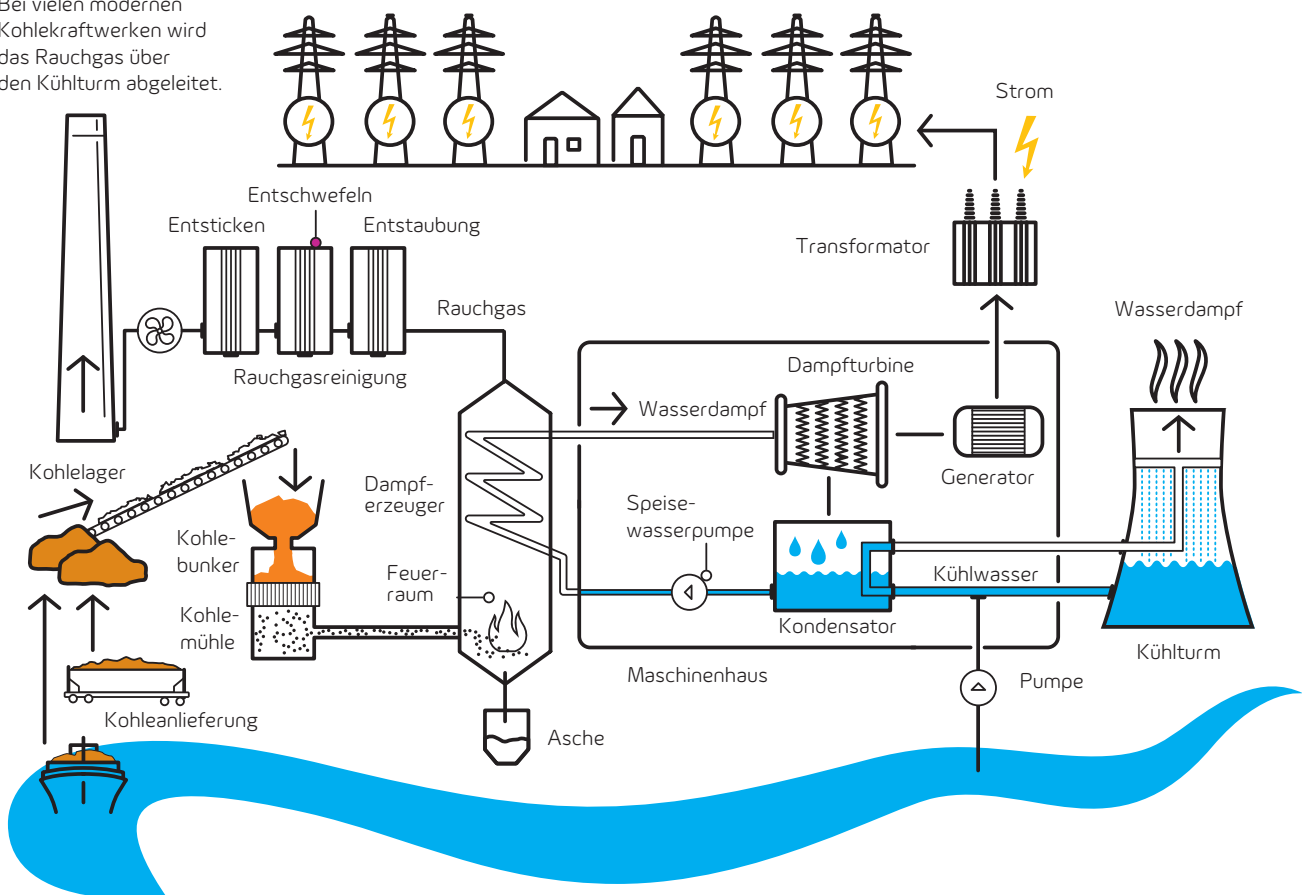 Bei vielen modernen
Kohlekraftwerken wird
das Rauchgas über
den Kühlturm abgeleitet.
Strom
Entschwefeln
Entsticken
Entstaubung
Transformator
Rauchgas
Wasserdampf
Rauchgasreinigung
Dampfturbine
Wasserdampf
Kohlelager
Dampf-
erzeuger
Generator
Speise-
wasserpumpe
Kohle-
bunker
Feuer-
raum
Kühlwasser
Kohle-
mühle
Kondensator
Kühlturm
Maschinenhaus
Pumpe
Kohleanlieferung
Asche